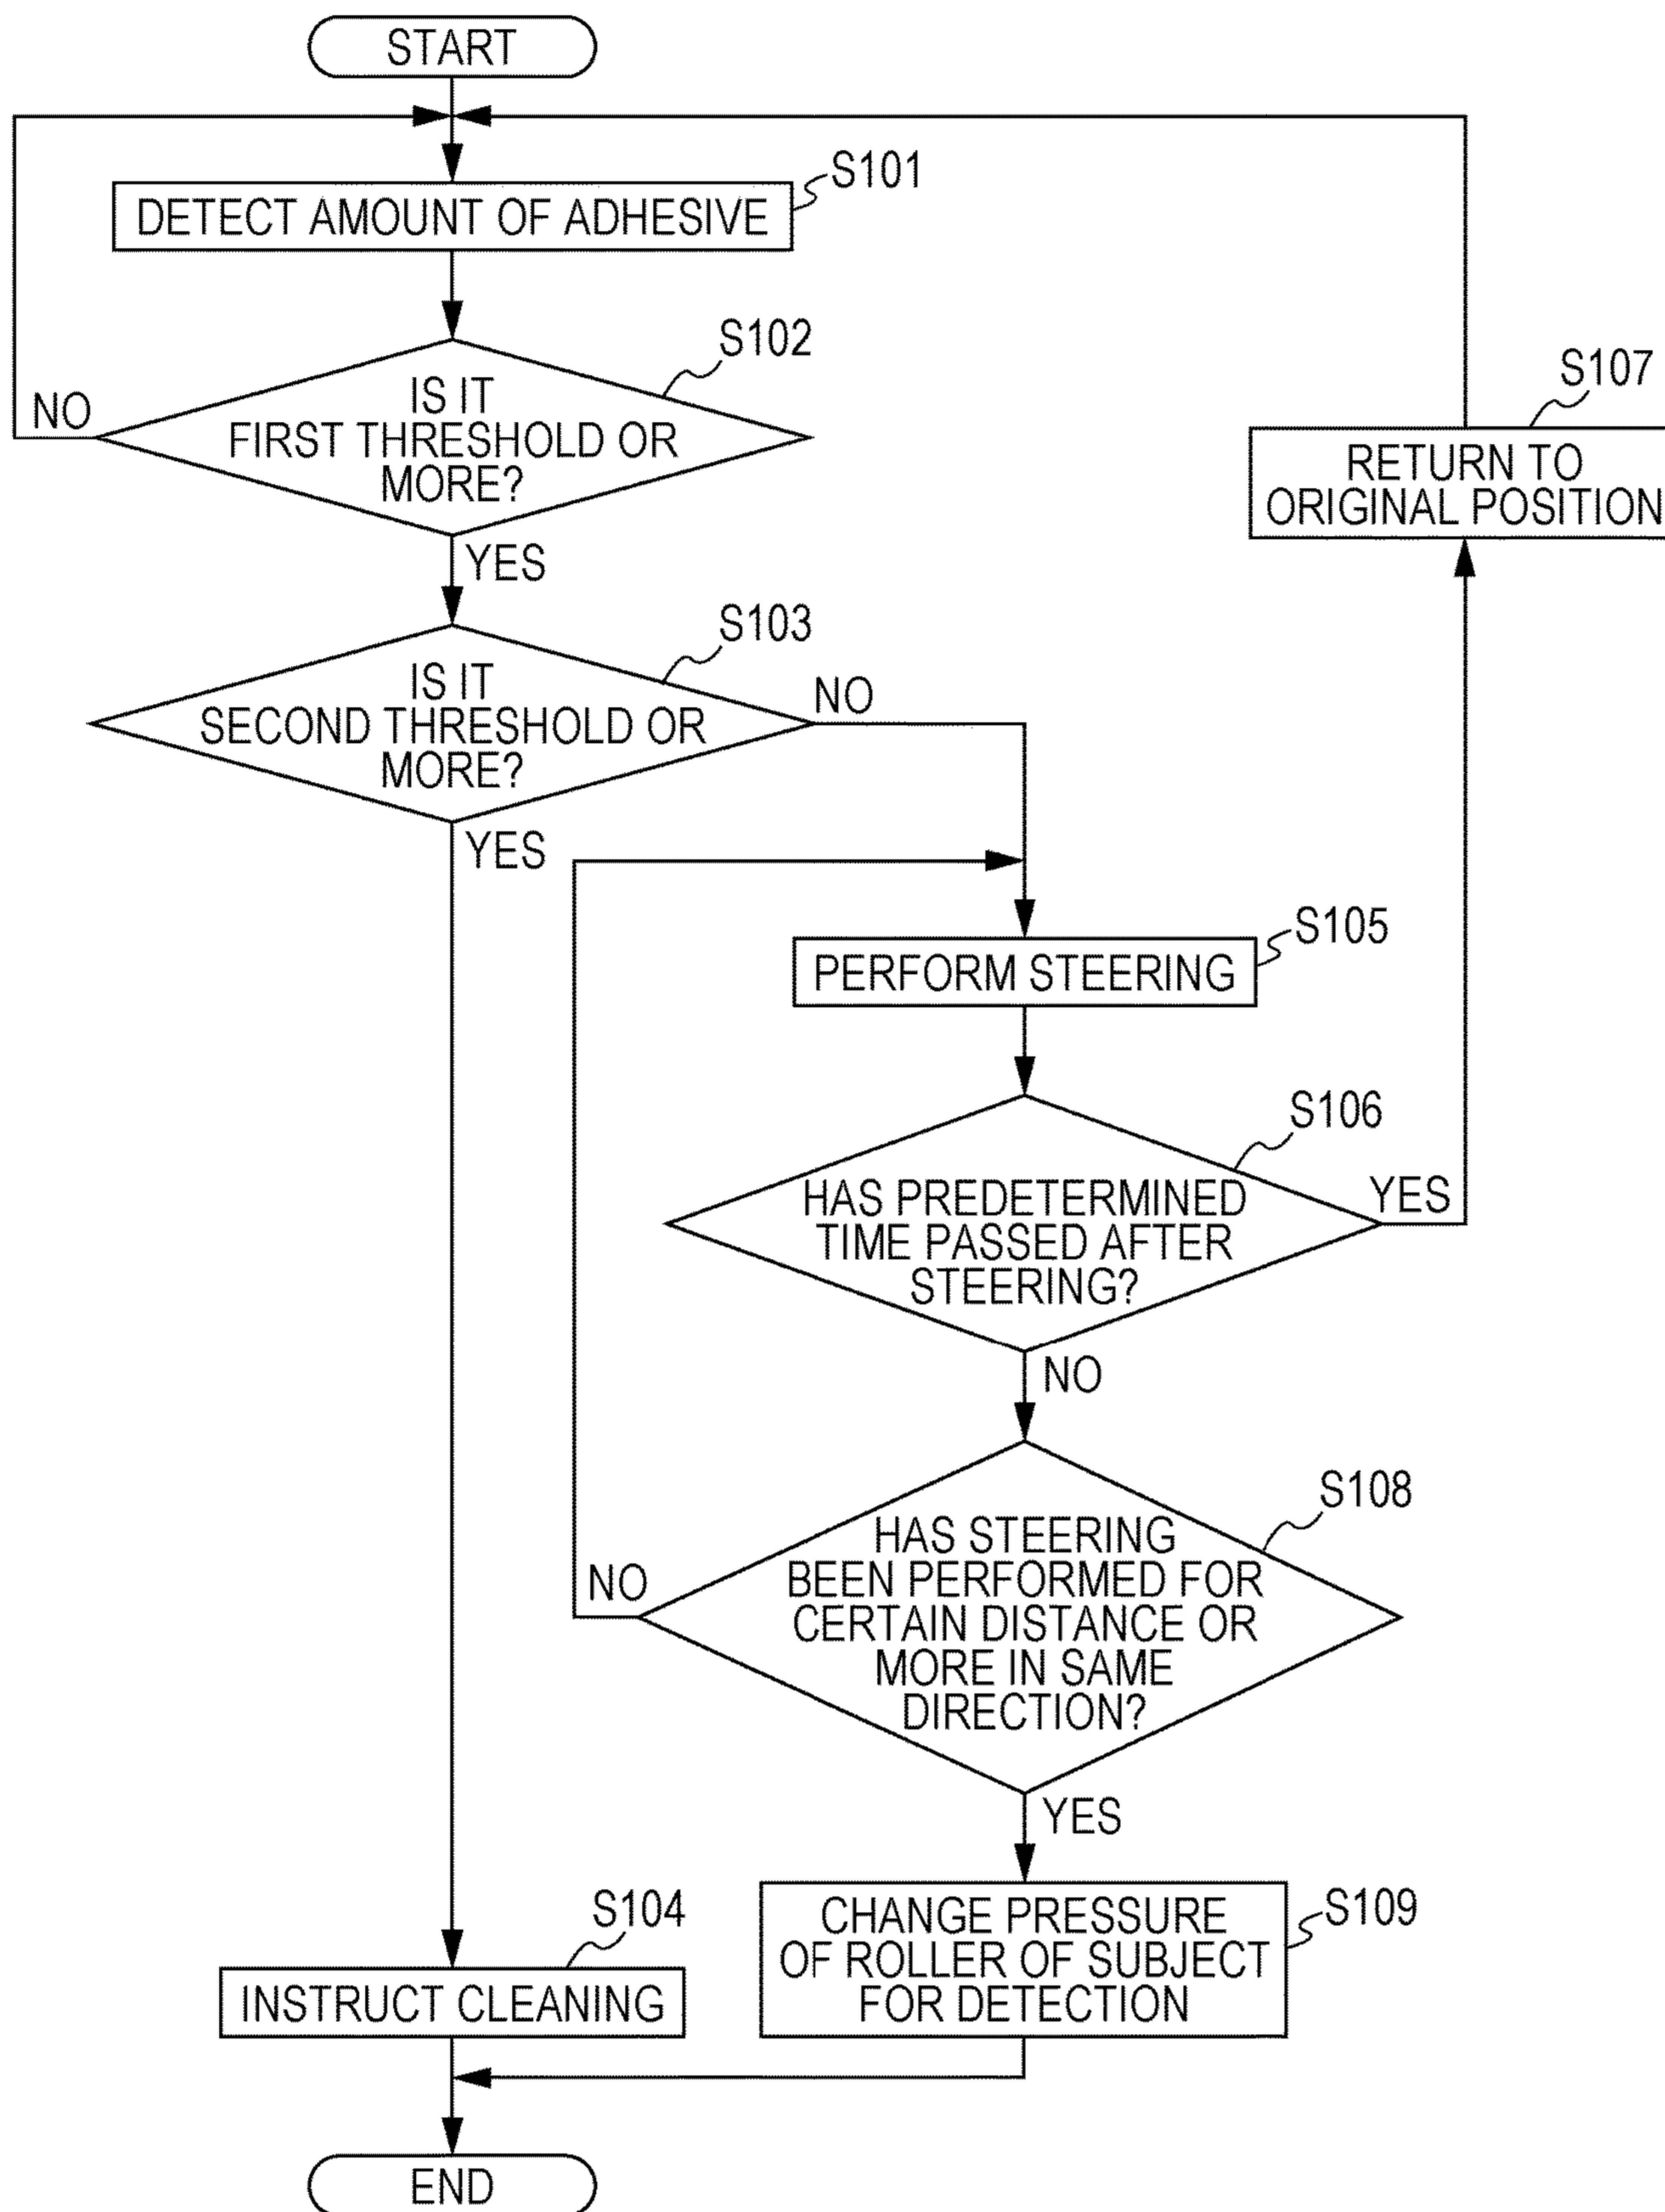 START
S101
DETECT AMOUNT OF ADHESIVE
S102
IS IT
FIRST THRESHOLD OR
MORE?
NO
YES
S107
RETURN TO
ORIGINAL POSITION
S103
IS IT
SECOND THRESHOLD OR
MORE?
NO
YES
S105
PERFORM STEERING
S106
HAS PREDETERMINED
TIME PASSED AFTER
STEERING?
YES
NO
S108
HAS STEERING
BEEN PERFORMED FOR
CERTAIN DISTANCE OR
MORE IN SAME
DIRECTION?
NO
YES
S104
INSTRUCT CLEANING
S109
CHANGE PRESSURE
OF ROLLER OF SUBJECT
FOR DETECTION
END